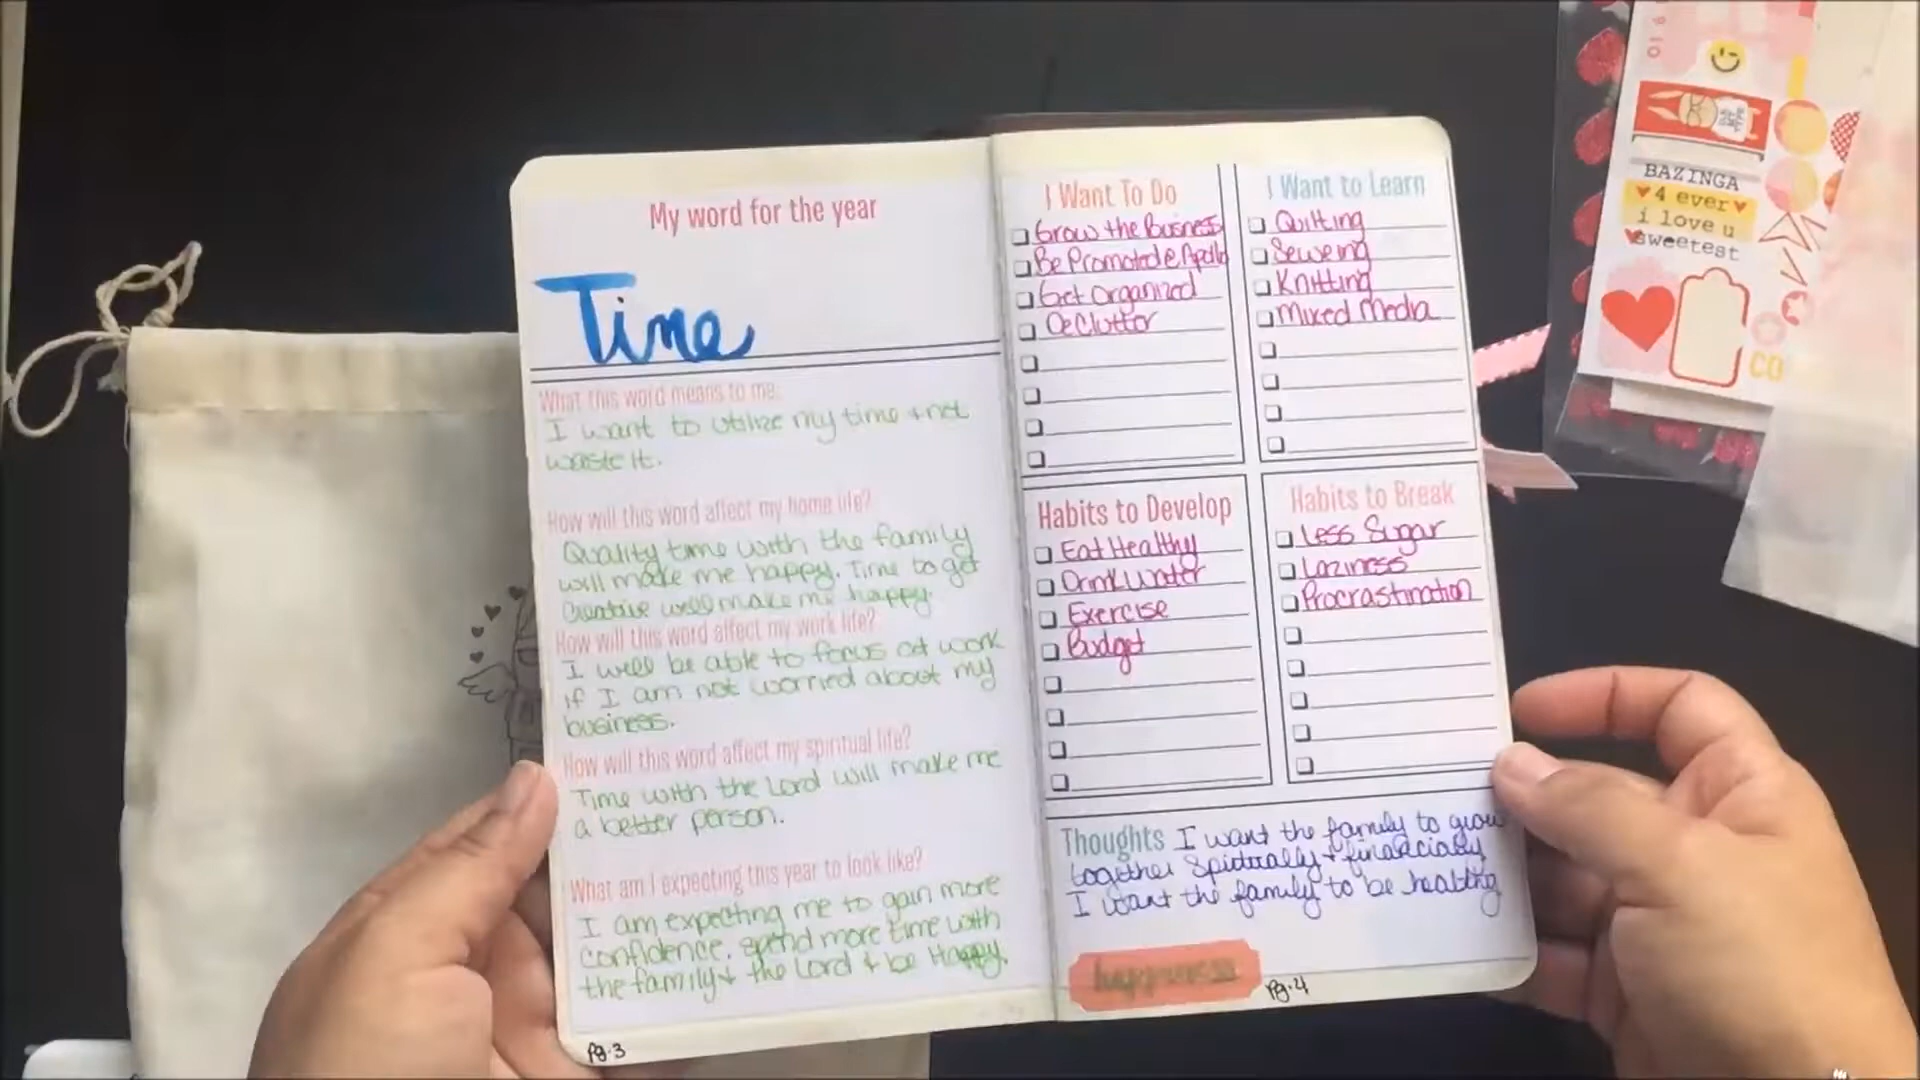 My word for the year
Time
What this word means to me:
I want to utilize my time + not
waste it.
How will this word affect my home life?
Quality time with the family
will make me happy. Time to get
Creative will make me happy.
How will this word affect my work life?
I will be able to focus at work
if I am not worried about my
business.
How will this word affect my spiritual life?
Time with the Lord will make me
a better person.
What am I expecting this year to look like?
I am expecting me to gain more
confidence, spend more time with
the family + the Lord + be Happy.
pg.3
I Want To Do
Grow the Business
Be Promoted @ Apollo
Get Organized
DeClutter
I Want to Learn
Quilting
Seweing
Knitting
Mixed Media
Habits to Develop
Eat Healthy
Drink Water
Exercise
Budget
Habits to Break
Less Sugar
Laziness
Procrastination
Thoughts I want the family to grow
together Spiritually + financially
I want the family to be healthy
happiness
pg.4
BAZINGA
4 ever
i love u
sweetest